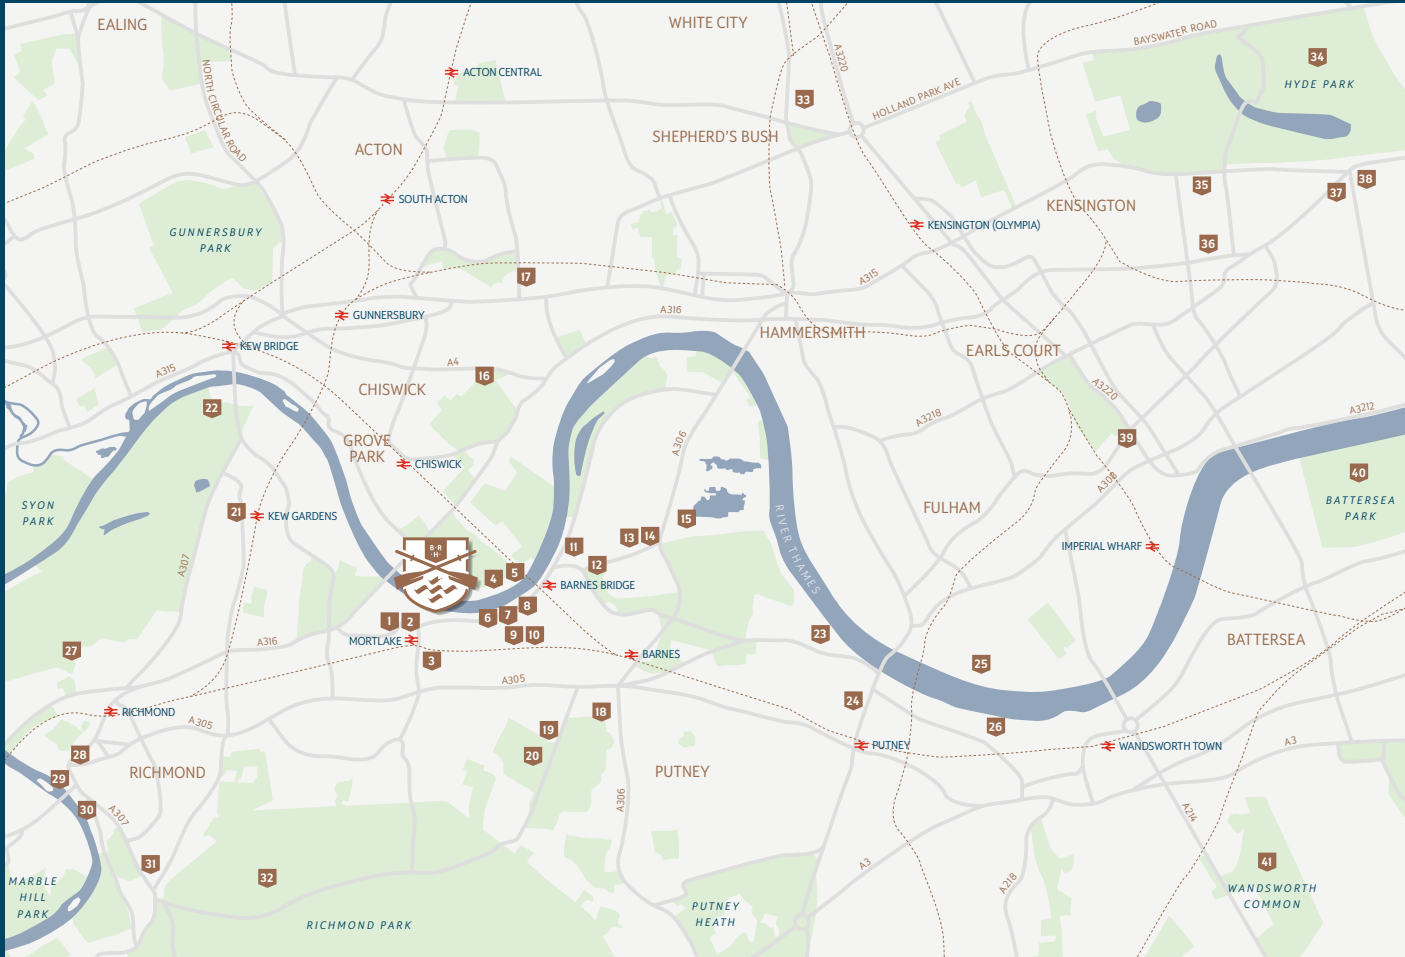 EALING
WHITE CITY
BAYSWATER ROAD
34
HYDE PARK
NORTH CIRCULAR ROAD
ACTON CENTRAL
A3220
HOLLAND PARK AVE
33
SHEPHERD'S BUSH
ACTON
SOUTH ACTON
35
37
38
KENSINGTON
KENSINGTON (OLYMPIA)
GUNNERSBURY
PARK
36
17
A315
A316
GUNNERSBURY
HAMMERSMITH
KEW BRIDGE
EARLS COURT
A315
A4
16
CHISWICK
A3220
22
A3218
A3212
GROVE
PARK
CHISWICK
A306
39
40
A308
BATTERSEA
PARK
SYON
PARK
21
KEW GARDENS
15
FULHAM
RIVER THAMES
13
14
11
IMPERIAL WHARF
B·R
·H·
A307
12
4
5
BARNES BRIDGE
8
1
2
6
7
9
10
MORTLAKE
A316
23
BATTERSEA
27
3
BARNES
25
A305
24
RICHMOND
A305
18
19
26
20
PUTNEY
WANDSWORTH TOWN
A3
28
29
RICHMOND
PUTNEY
30
A307
A306
A214
31
32
A3
41
A218
MARBLE
HILL
PARK
WANDSWORTH
COMMON
PUTNEY
HEATH
RICHMOND PARK